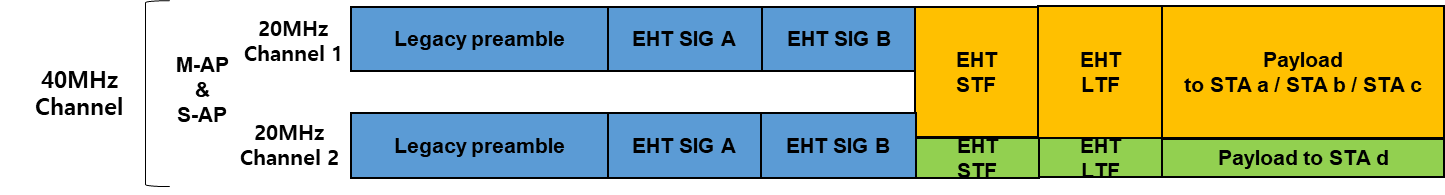 40MHz
Channel
M-AP
&
S-AP
20MHz
Channel 1
Legacy preamble
EHT SIG A
EHT SIG B
EHT
STF
EHT
LTF
Payload
to STA a / STA b / STA c
20MHz
Channel 2
Legacy preamble
EHT SIG A
EHT SIG B
EHT
STF
EHT
LTF
Payload to STA d